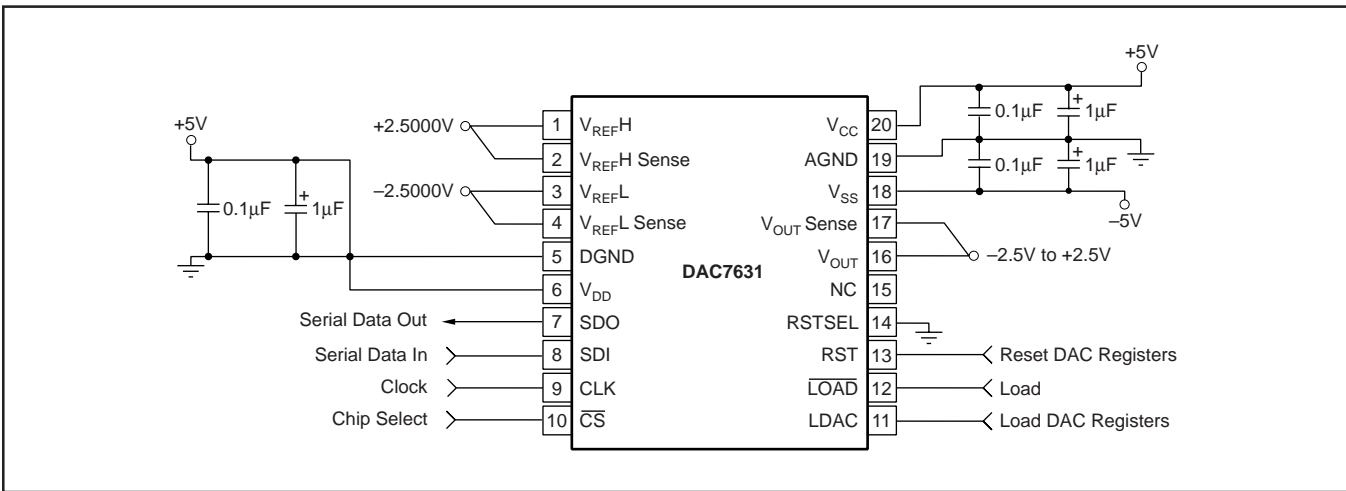 +5V
0.1µF
1µF
+2.5000V
–2.5000V
1 VREFH
2 VREFH Sense
3 VREFL
4 VREFL Sense
5 DGND
6 VDD
7 SDO
8 SDI
9 CLK
10 CS
Serial Data Out
Serial Data In
Clock
Chip Select
DAC7631
VCC 20
AGND 19
VSS 18
VOUT Sense 17
VOUT 16
NC 15
RSTSEL 14
RST 13
LOAD 12
LDAC 11
+5V
0.1µF
1µF
0.1µF
1µF
–5V
–2.5V to +2.5V
Reset DAC Registers
Load
Load DAC Registers
+
+
+